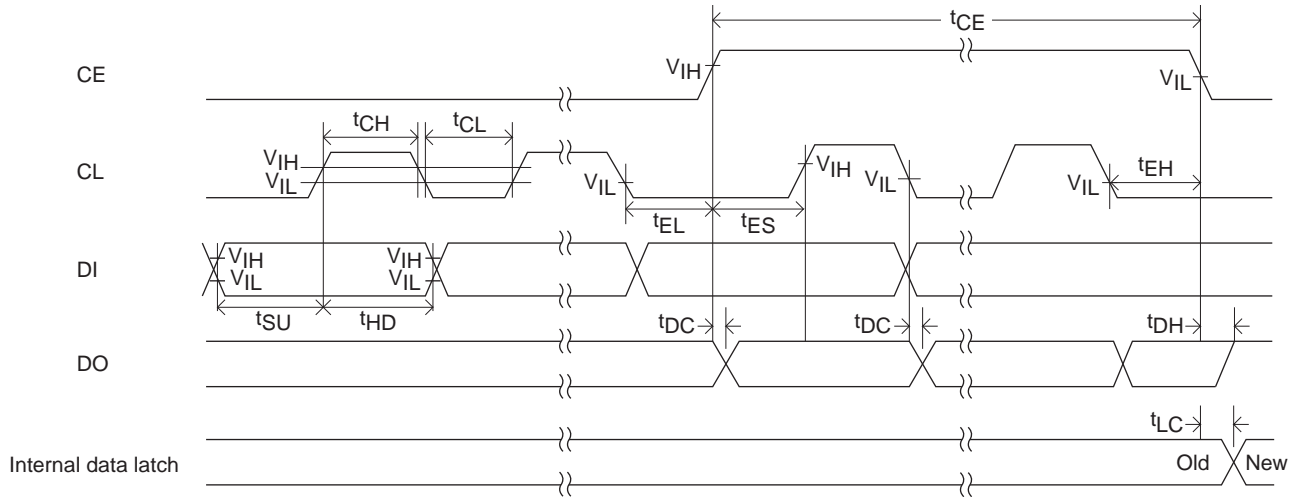 tCE
CE
VIH
VIL
tCH
tCL
CL
VIH
VIL
VIL
VIH
VIL
VIL
tEH
tEL
tES
DI
VIH
VIL
VIH
VIL
tSU
tHD
tDC
tDC
tDH
DO
tLC
Internal data latch
Old
New